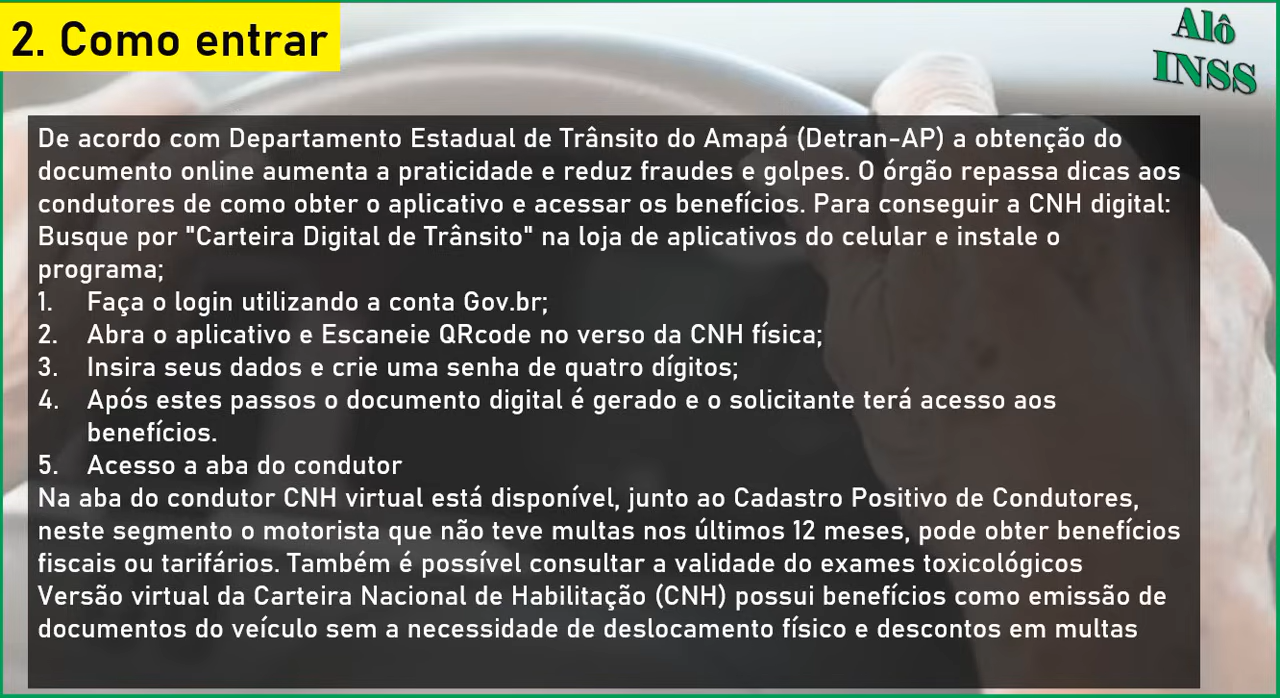 2. Como entrar
Alô
INSS
De acordo com Departamento Estadual de Trânsito do Amapá (Detran-AP) a obtenção do
documento online aumenta a praticidade e reduz fraudes e golpes. O órgão repassa dicas aos
condutores de como obter o aplicativo e acessar os benefícios. Para conseguir a CNH digital:
Busque por "Carteira Digital de Trânsito" na loja de aplicativos do celular e instale o
programa;
1. Faça o login utilizando a conta Gov.br;
2. Abra o aplicativo e Escaneie QRcode no verso da CNH física;
3. Insira seus dados e crie uma senha de quatro dígitos;
4. Após estes passos o documento digital é gerado e o solicitante terá acesso aos
benefícios.
5. Acesso a aba do condutor
Na aba do condutor CNH virtual está disponível, junto ao Cadastro Positivo de Condutores,
neste segmento o motorista que não teve multas nos últimos 12 meses, pode obter benefícios
fiscais ou tarifários. Também é possível consultar a validade do exames toxicológicos
Versão virtual da Carteira Nacional de Habilitação (CNH) possui benefícios como emissão de
documentos do veículo sem a necessidade de deslocamento físico e descontos em multas